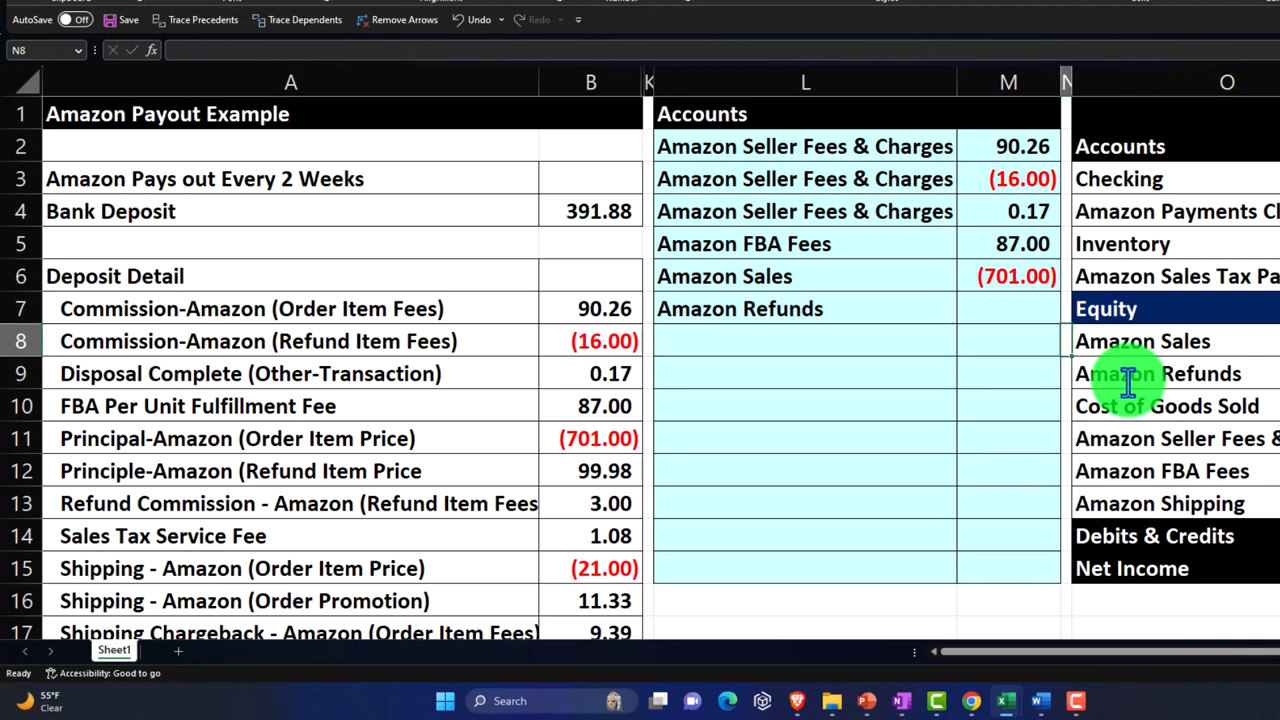 AutoSave Off Save Trace Precedents Trace Dependents Remove Arrows Undo Redo
N8 fx
A B K L M N O
1 Amazon Payout Example Accounts
2 Amazon Seller Fees & Charges 90.26 Accounts
3 Amazon Pays out Every 2 Weeks Amazon Seller Fees & Charges (16.00) Checking
4 Bank Deposit 391.88 Amazon Seller Fees & Charges 0.17 Amazon Payments Cl
5 Amazon FBA Fees 87.00 Inventory
6 Deposit Detail Amazon Sales (701.00) Amazon Sales Tax Pa
7 Commission-Amazon (Order Item Fees) 90.26 Amazon Refunds Equity
8 Commission-Amazon (Refund Item Fees) (16.00) Amazon Sales
9 Disposal Complete (Other-Transaction) 0.17 Amazon Refunds
10 FBA Per Unit Fulfillment Fee 87.00 Cost of Goods Sold
11 Principal-Amazon (Order Item Price) (701.00) Amazon Seller Fees &
12 Principle-Amazon (Refund Item Price 99.98 Amazon FBA Fees
13 Refund Commission - Amazon (Refund Item Fees 3.00 Amazon Shipping
14 Sales Tax Service Fee 1.08 Debits & Credits
15 Shipping - Amazon (Order Item Price) (21.00) Net Income
16 Shipping - Amazon (Order Promotion) 11.33
17 Shipping Chargeback - Amazon (Order Item Fees) 9.39
Sheet1
Ready Accessibility: Good to go
55°F
Clear
Search